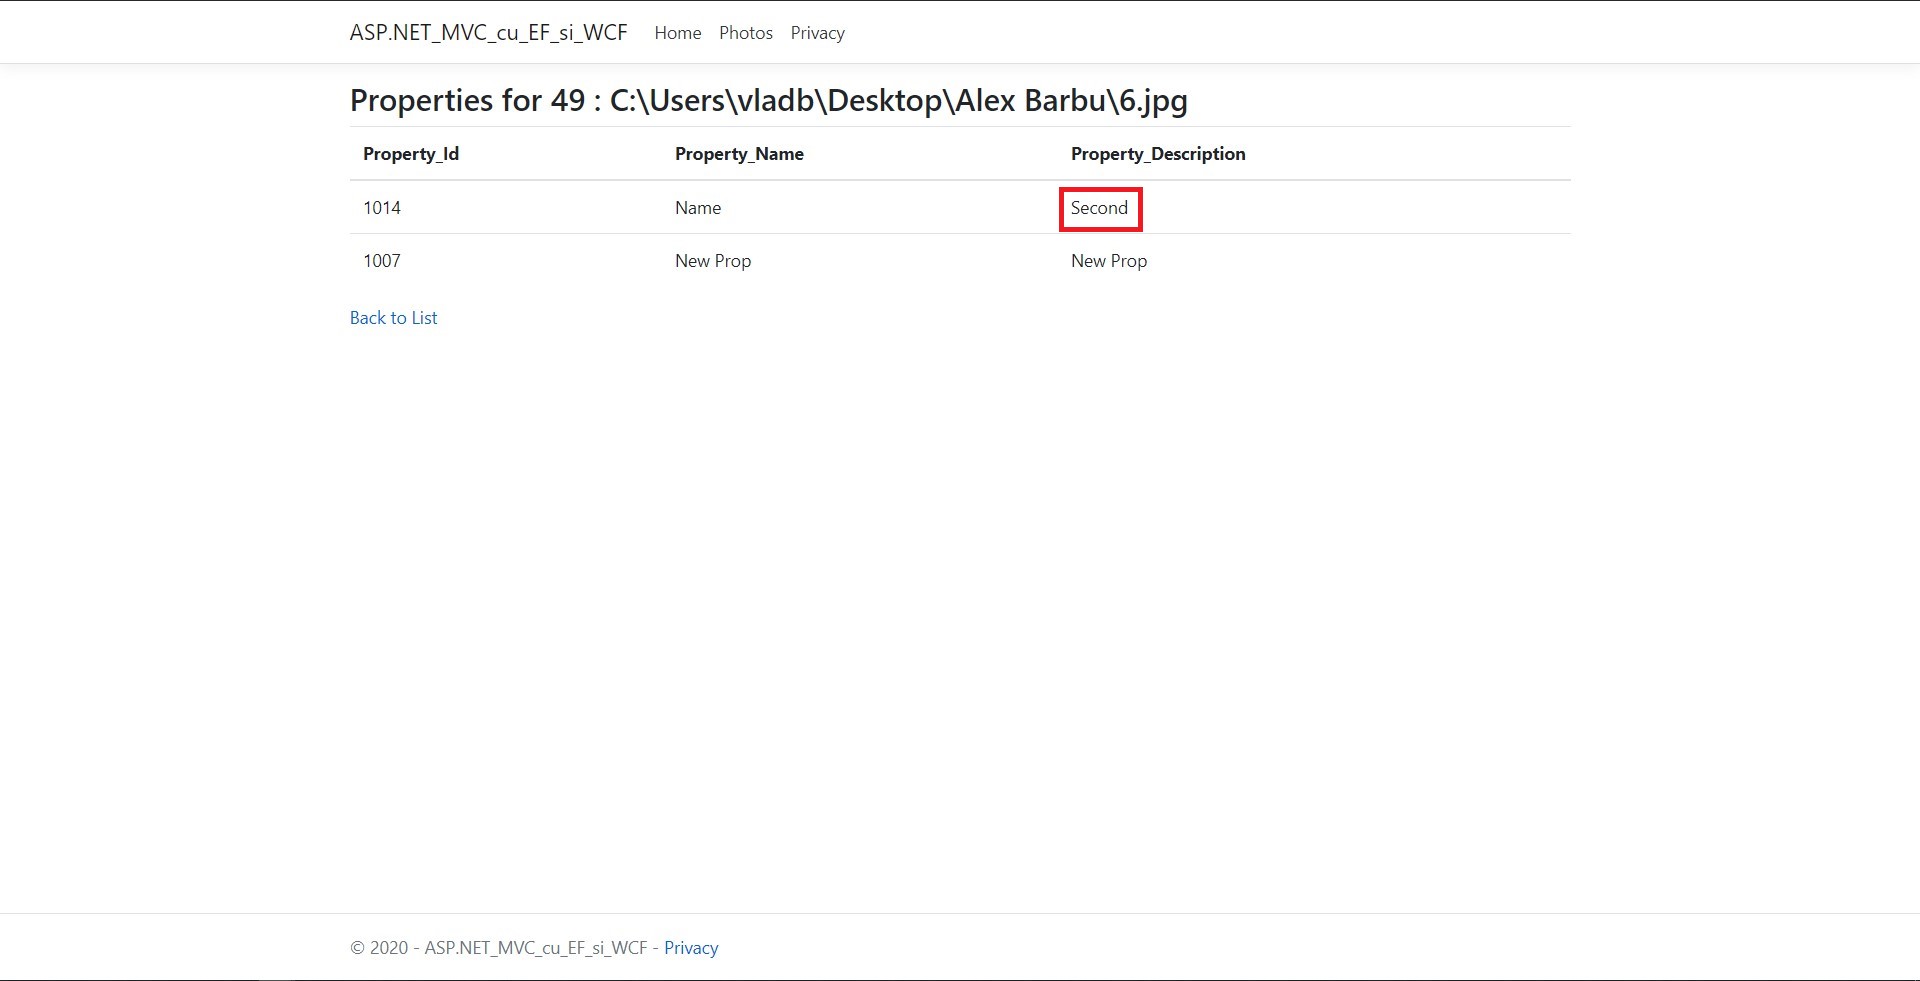 ASP.NET_MVC_cu_EF_si_WCF Home Photos Privacy
Properties for 49 : C:\Users\vladb\Desktop\Alex Barbu\6.jpg
Property_Id Property_Name Property_Description
1014 Name Second
1007 New Prop New Prop
Back to List
© 2020 - ASP.NET_MVC_cu_EF_si_WCF - Privacy